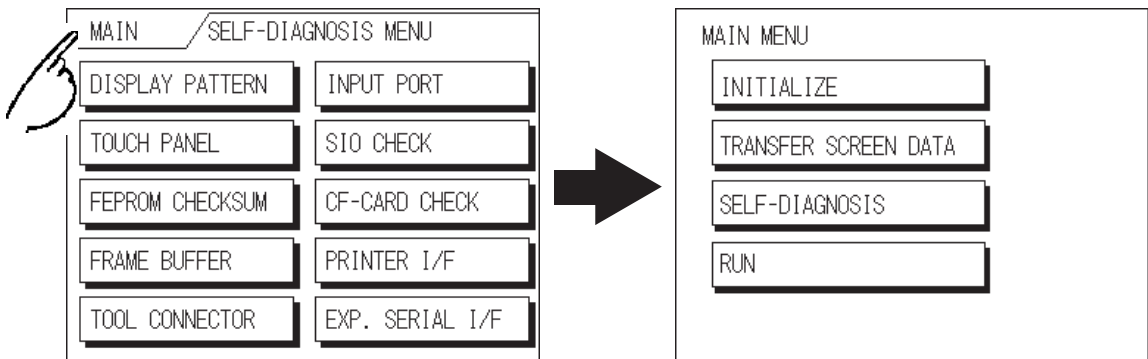 MAIN
SELF-DIAGNOSIS MENU
DISPLAY PATTERN
INPUT PORT
TOUCH PANEL
SIO CHECK
FEPROM CHECKSUM
CF-CARD CHECK
FRAME BUFFER
PRINTER I/F
TOOL CONNECTOR
EXP. SERIAL I/F
MAIN MENU
INITIALIZE
TRANSFER SCREEN DATA
SELF-DIAGNOSIS
RUN